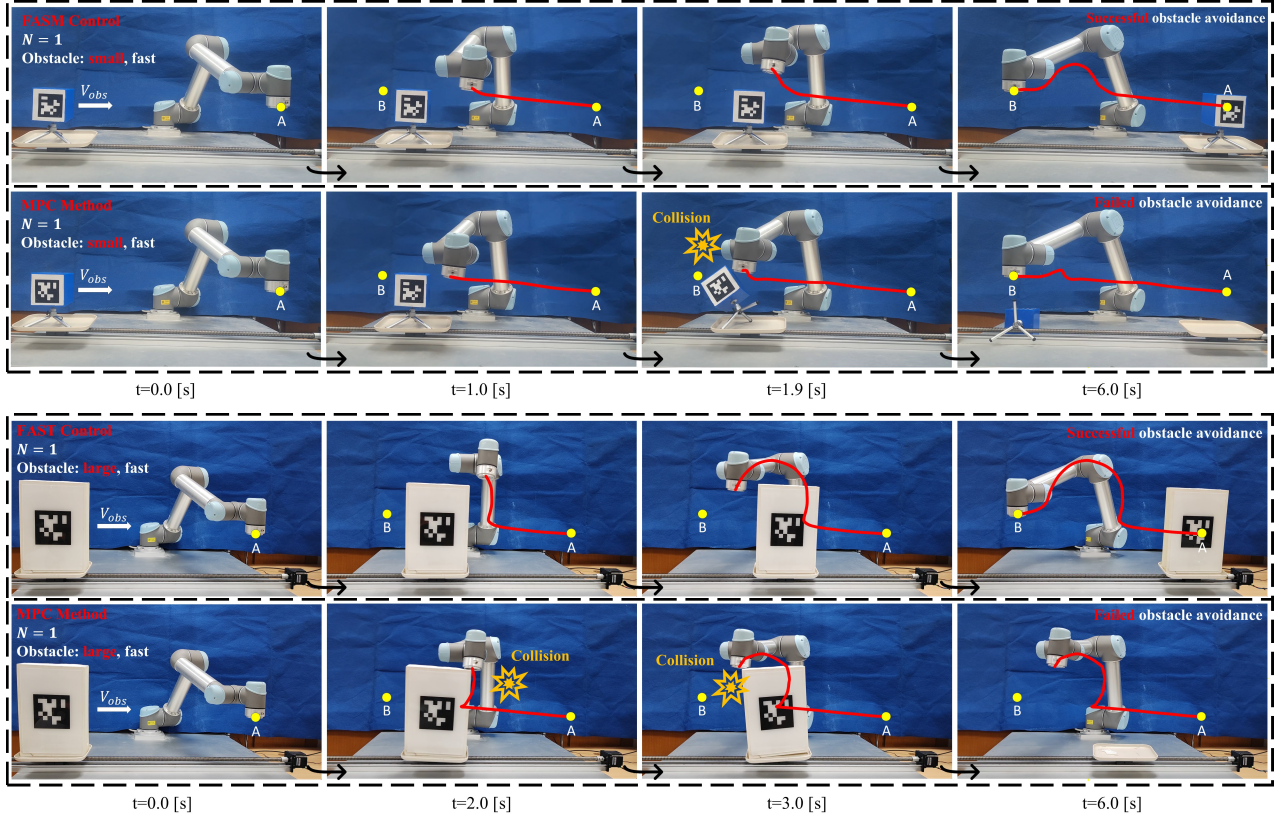 FASM Control
N = 1
Obstacle: small, fast
V_obs
A
B
A
B
A
Successful obstacle avoidance
B
A
MPC Method
N = 1
Obstacle: small, fast
V_obs
A
B
A
Collision
B
A
Failed obstacle avoidance
B
A
t=0.0 [s]
t=1.0 [s]
t=1.9 [s]
t=6.0 [s]
FAST Control
N = 1
Obstacle: large, fast
V_obs
A
B
A
B
A
Successful obstacle avoidance
B
A
MPC Method
N = 1
Obstacle: large, fast
V_obs
A
Collision
B
A
Collision
B
A
Failed obstacle avoidance
B
A
t=0.0 [s]
t=2.0 [s]
t=3.0 [s]
t=6.0 [s]